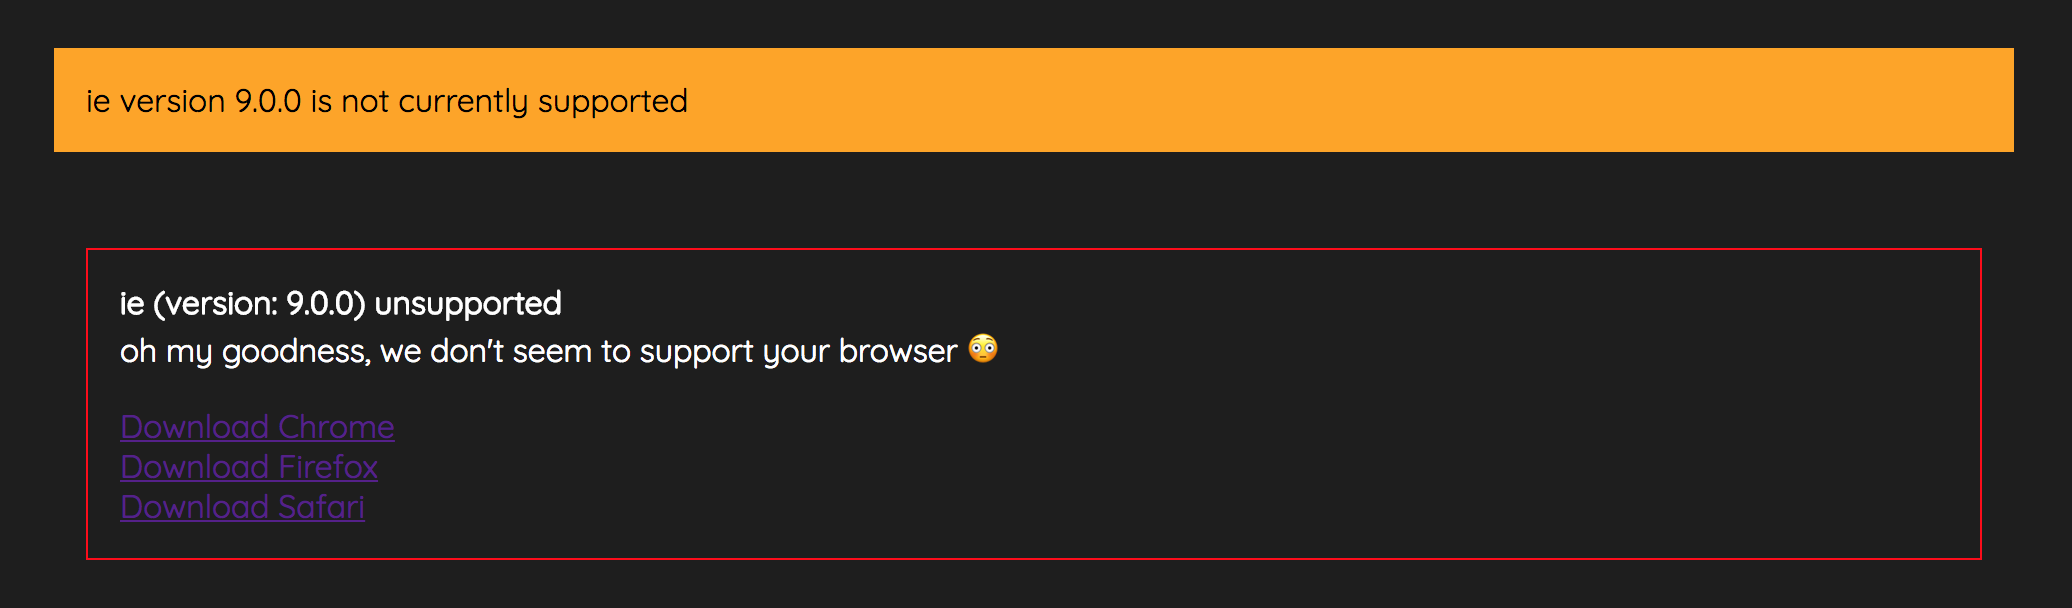 ie version 9.0.0 is not currently supported
ie (version: 9.0.0) unsupported
oh my goodness, we don't seem to support your browser 😳
Download Chrome
Download Firefox
Download Safari